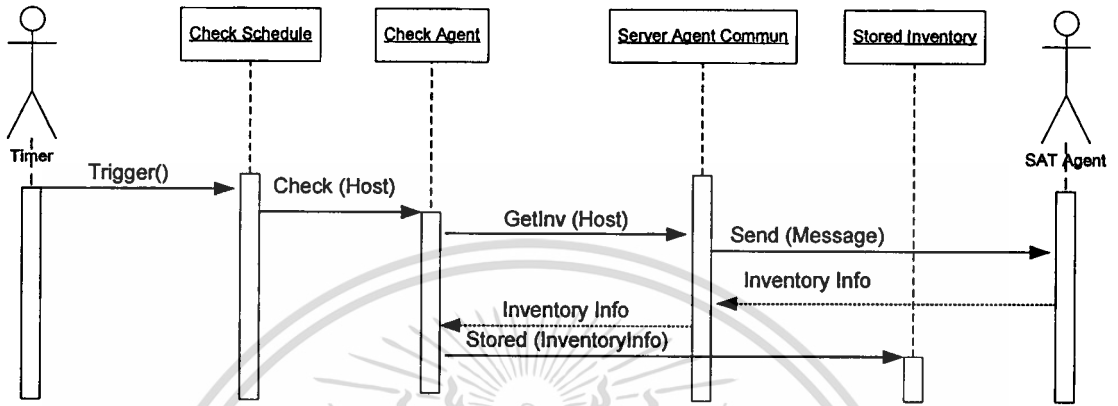 Check Schedule
Check Agent
Server Agent Commun
Stored Inventory
Timer
SAT Agent
Trigger()
Check (Host)
GetInv (Host)
Send (Message)
Inventory Info
Inventory Info
Stored (InventoryInfo)